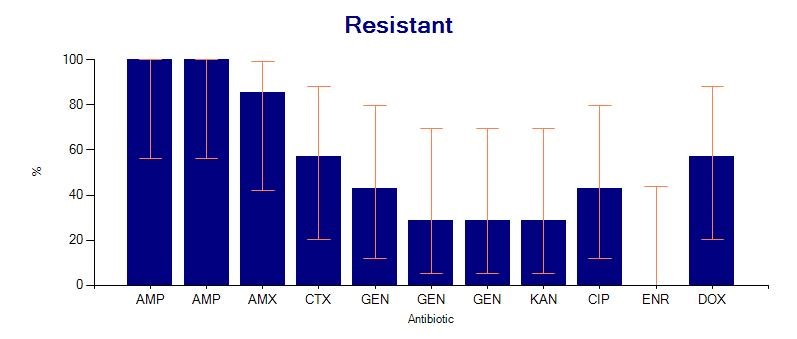 Resistant
100
80
60
%
40
20
0
AMP AMP AMX CTX GEN GEN GEN KAN CIP ENR DOX
Antibiotic